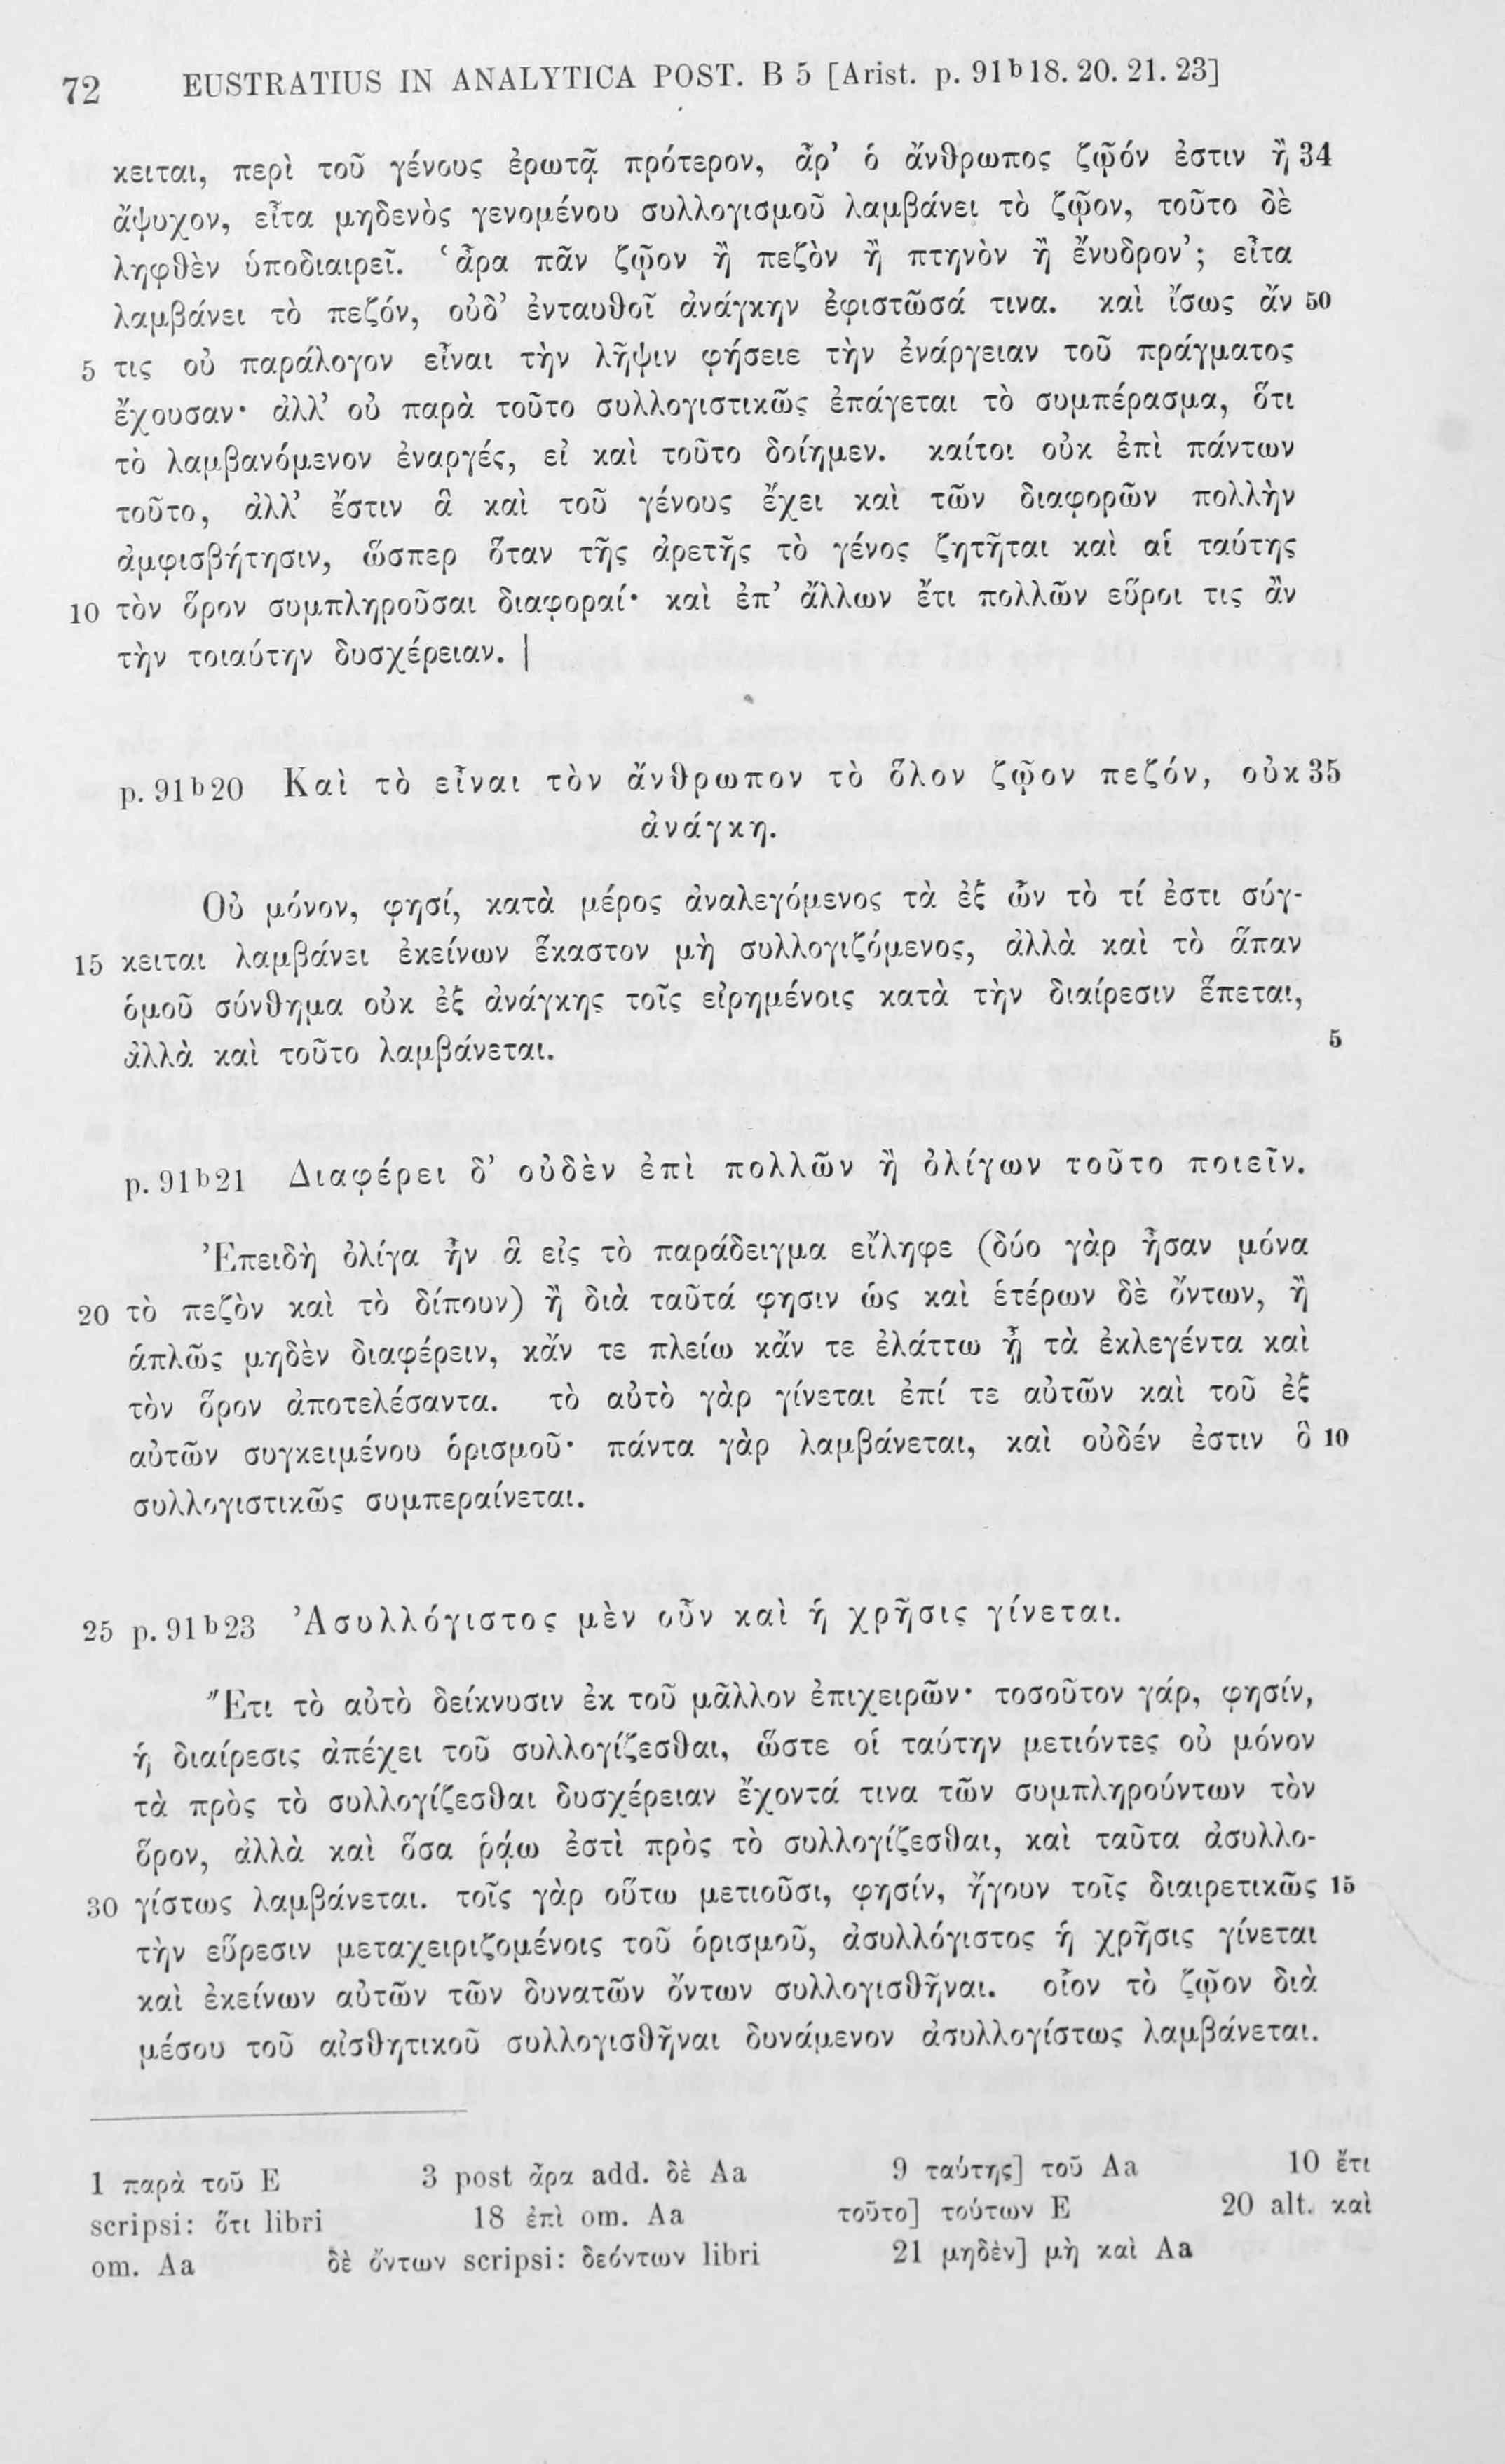 72 EUSTRATIUS IN ANALYTICA POST. B 5 [Arist. p. 91b18. 20. 21. 23]
κειται, περὶ τοῦ γένους ἐρωτᾷ πρότερον, ἆρ’ ὁ ἄνθρωπος ζῷόν ἐστιν ἢ 34
ἄψυχον, εἶτα μηδενὸς γενομένου συλλογισμοῦ λαμβάνει τὸ ζῷον, τοῦτο δὲ
ληφθὲν ὑποδιαιρεῖ. ‘ἆρα πᾶν ζῷον ἢ πεζὸν ἢ πτηνὸν ἢ ἔνυδρον’; εἶτα
λαμβάνει τὸ πεζόν, οὐδ’ ἐνταυθοῖ ἀνάγκην ἐφιστῶσά τινα. καὶ ἴσως ἄν 50
5 τις οὐ παράλογον εἶναι τὴν λῆψιν φήσειε τὴν ἐνάργειαν τοῦ πράγματος
ἔχουσαν· ἀλλ’ οὐ παρὰ τοῦτο συλλογιστικῶς ἐπάγεται τὸ συμπέρασμα, ὅτι
τὸ λαμβανόμενον ἐναργές, εἰ καὶ τοῦτο δοίημεν. καίτοι οὐκ ἐπὶ πάντων
τοῦτο, ἀλλ’ ἔστιν ἃ καὶ τοῦ γένους ἔχει καὶ τῶν διαφορῶν πολλὴν
ἀμφισβήτησιν, ὥσπερ ὅταν τῆς ἀρετῆς τὸ γένος ζητῆται καὶ αἱ ταύτης
10 τὸν ὅρον συμπληροῦσαι διαφοραί· καὶ ἐπ’ ἄλλων ἔτι πολλῶν εὕροι τις ἂν
τὴν τοιαύτην δυσχέρειαν. |
p. 91b20 Καὶ τὸ εἶναι τὸν ἄνθρωπον τὸ ὅλον ζῷον πεζόν, οὐκ 35
ἀνάγκη.
Οὐ μόνον, φησί, κατὰ μέρος ἀναλεγόμενος τὰ ἐξ ὧν τὸ τί ἐστι σύγ-
15 κειται λαμβάνει ἐκείνων ἕκαστον μὴ συλλογιζόμενος, ἀλλὰ καὶ τὸ ἅπαν
ὁμοῦ σύνθημα οὐκ ἐξ ἀνάγκης τοῖς εἰρημένοις κατὰ τὴν διαίρεσιν ἕπεται,
ἀλλὰ καὶ τοῦτο λαμβάνεται. 5
p. 91b21 Διαφέρει δ’ οὐδὲν ἐπὶ πολλῶν ἢ ὀλίγων τοῦτο ποιεῖν.
Ἐπειδὴ ὀλίγα ἦν ἃ εἰς τὸ παράδειγμα εἴληφε (δύο γὰρ ἦσαν μόνα
20 τὸ πεζὸν καὶ τὸ δίπουν) ἢ διὰ ταῦτά φησιν ὡς καὶ ἑτέρων δὲ ὄντων, ἢ
ἁπλῶς μηδὲν διαφέρειν, κἄν τε πλείω κἄν τε ἐλάττω ᾖ τὰ ἐκλεγέντα καὶ
τὸν ὅρον ἀποτελέσαντα. τὸ αὐτὸ γὰρ γίνεται ἐπί τε αὐτῶν καὶ τοῦ ἐξ
αὐτῶν συγκειμένου ὁρισμοῦ· πάντα γὰρ λαμβάνεται, καὶ οὐδέν ἐστιν ὃ 10
συλλογιστικῶς συμπεραίνεται.
25 p. 91b23 Ἀσυλλόγιστος μὲν οὖν καὶ ἡ χρῆσις γίνεται.
Ἔτι τὸ αὐτὸ δείκνυσιν ἐκ τοῦ μᾶλλον ἐπιχειρῶν· τοσοῦτον γάρ, φησίν,
ἡ διαίρεσις ἀπέχει τοῦ συλλογίζεσθαι, ὥστε οἱ ταύτην μετιόντες οὐ μόνον
τὰ πρὸς τὸ συλλογίζεσθαι δυσχέρειαν ἔχοντά τινα τῶν συμπληρούντων τὸν
ὅρον, ἀλλὰ καὶ ὅσα ῥᾴω ἐστὶ πρὸς τὸ συλλογίζεσθαι, καὶ ταῦτα ἀσυλλο-
30 γίστως λαμβάνεται. τοῖς γὰρ οὕτω μετιοῦσι, φησίν, ἤγουν τοῖς διαιρετικῶς 15
τὴν εὕρεσιν μεταχειριζομένοις τοῦ ὁρισμοῦ, ἀσυλλόγιστος ἡ χρῆσις γίνεται
καὶ ἐκείνων αὐτῶν τῶν δυνατῶν ὄντων συλλογισθῆναι. οἷον τὸ ζῷον διὰ
μέσου τοῦ αἰσθητικοῦ συλλογισθῆναι δυνάμενον ἀσυλλογίστως λαμβάνεται.
1 παρὰ τοῦ E 3 post ἆρα add. δὲ Aa 9 ταύτης] τοῦ Aa 10 ἔτι
scripsi: ὅτι libri 18 ἐπὶ om. Aa τοῦτο] τούτων E 20 alt. καὶ
om. Aa δὲ ὄντων scripsi: δεόντων libri 21 μηδὲν] μὴ καὶ Aa